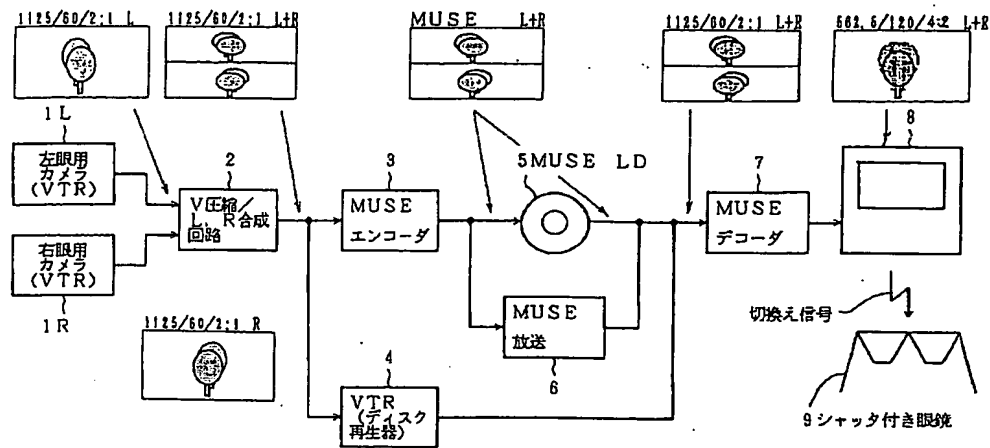 1125/60/2:1 L
1125/60/2:1 L+R
MUSE L+R
1125/60/2:1 L+R
562.5/120/4:2 L+R
1L
左眼用
カメラ
(VTR)
右眼用
カメラ
(VTR)
1R
2
V圧縮/
L、R合成
回路
3
MUSE
エンコーダ
5 MUSE LD
7
MUSE
デコーダ
8
MUSE
放送
6
1125/60/2:1 R
4
VTR
(ディスク
再生器)
切換え信号
9シャッタ付き眼鏡